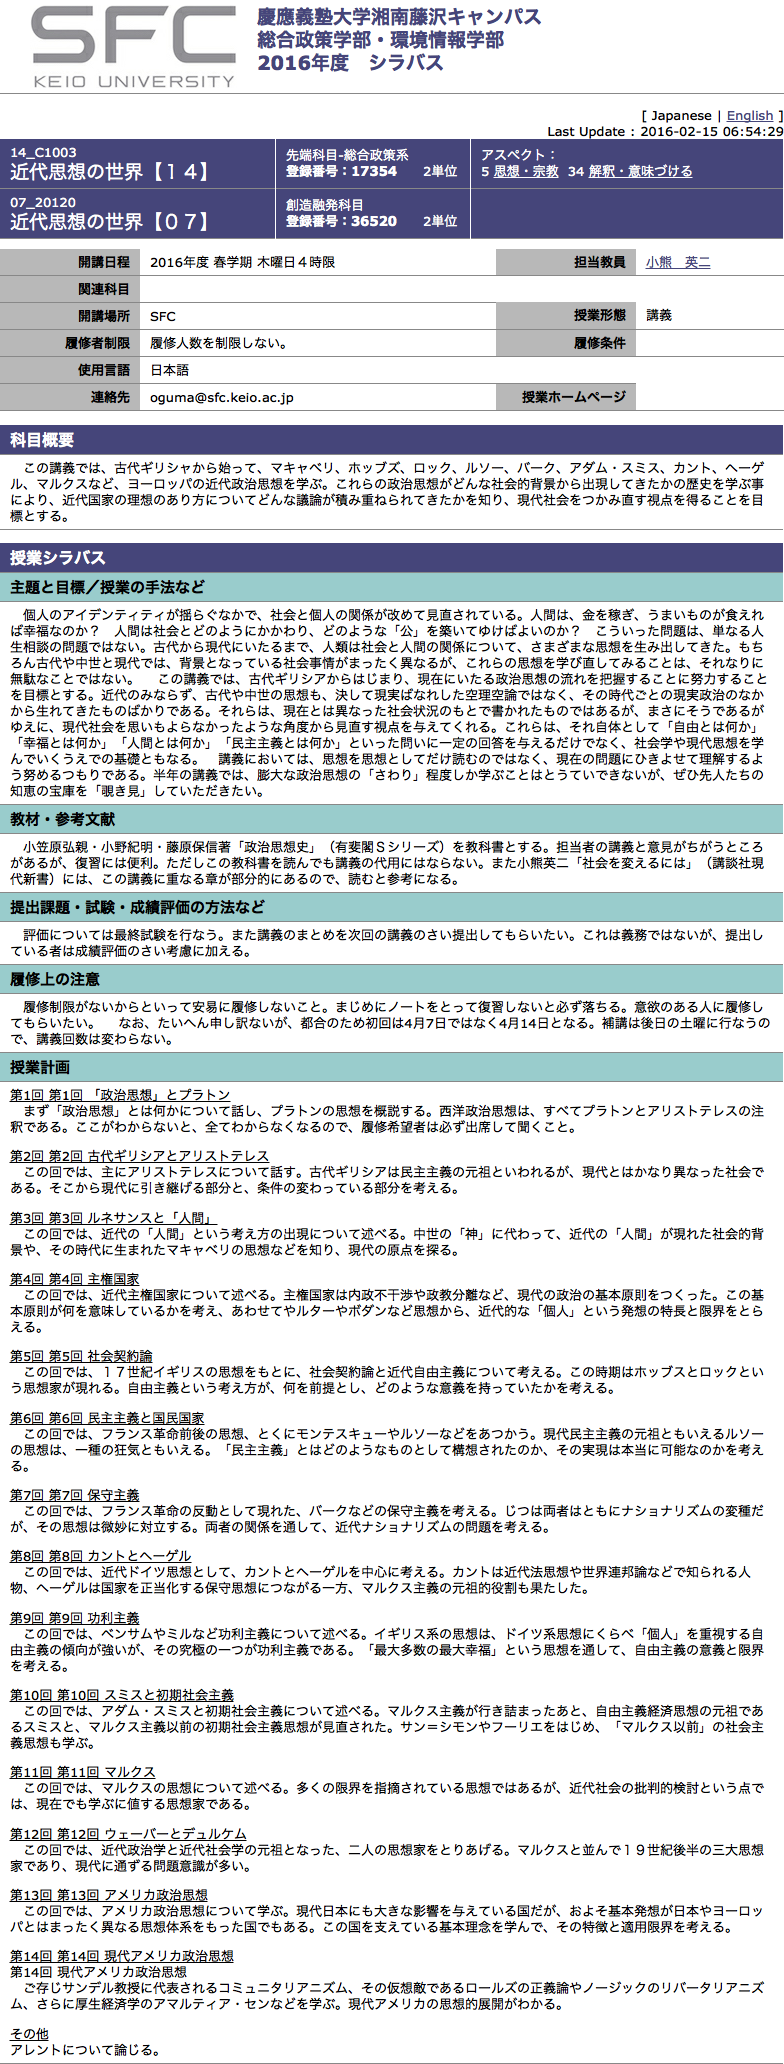 SFC
KEIO UNIVERSITY
慶應義塾大学湘南藤沢キャンパス
総合政策学部・環境情報学部
2016年度　シラバス
[ Japanese | English ]
Last Update : 2016-02-15 06:54:29
14_C1003
近代思想の世界【１４】
先端科目-総合政策系
登録番号：17354　　2単位
アスペクト：
5 思想・宗教 34 解釈・意味づける
07_20120
近代思想の世界【０７】
創造融発科目
登録番号：36520　　2単位
開講日程　2016年度 春学期 木曜日４時限　担当教員　小熊　英二
関連科目
開講場所　SFC　授業形態　講義
履修者制限　履修人数を制限しない。　履修条件
使用言語　日本語
連絡先　oguma@sfc.keio.ac.jp　授業ホームページ
科目概要
　この講義では、古代ギリシャから始って、マキャベリ、ホッブズ、ロック、ルソー、バーク、アダム・スミス、カント、ヘーゲ
ル、マルクスなど、ヨーロッパの近代政治思想を学ぶ。これらの政治思想がどんな社会的背景から出現してきたかの歴史を学ぶ事
により、近代国家の理想のあり方についてどんな議論が積み重ねられてきたかを知り、現代社会をつかみ直す視点を得ることを目
標とする。
授業シラバス
主題と目標／授業の手法など
　個人のアイデンティティが揺らぐなかで、社会と個人の関係が改めて見直されている。人間は、金を稼ぎ、うまいものが食えれ
ば幸福なのか？　人間は社会とどのようにかかわり、どのような「公」を築いてゆけばよいのか？　こういった問題は、単なる人
生相談の問題ではない。古代から現代にいたるまで、人類は社会と人間の関係について、さまざまな思想を生み出してきた。もち
ろん古代や中世と現代では、背景となっている社会事情がまったく異なるが、これらの思想を学び直してみることは、それなりに
無駄なことではない。　　この講義では、古代ギリシアからはじまり、現在にいたる政治思想の流れを把握することに努力すること
を目標とする。近代のみならず、古代や中世の思想も、決して現実ばなれした空理空論ではなく、その時代ごとの現実政治のなか
から生れてきたものばかりである。それらは、現在とは異なった社会状況のもとで書かれたものではあるが、まさにそうであるが
ゆえに、現代社会を思いもよらなかったような角度から見直す視点を与えてくれる。これらは、それ自体として「自由とは何か」
「幸福とは何か」「人間とは何か」「民主主義とは何か」といった問いに一定の回答を与えるだけでなく、社会学や現代思想を学
んでいくうえでの基礎ともなる。　講義においては、思想を思想としてだけ読むのではなく、現在の問題にひきよせて理解するよ
う努めるつもりである。半年の講義では、膨大な政治思想の「さわり」程度しか学ぶことはとうていできないが、ぜひ先人たちの
知恵の宝庫を「覗き見」していただきたい。
教材・参考文献
　小笠原弘親・小野紀明・藤原保信著「政治思想史」（有斐閣Ｓシリーズ）を教科書とする。担当者の講義と意見がちがうところ
があるが、復習には便利。ただしこの教科書を読んでも講義の代用にはならない。また小熊英二「社会を変えるには」（講談社現
代新書）には、この講義に重なる章が部分的にあるので、読むと参考になる。
提出課題・試験・成績評価の方法など
　評価については最終試験を行なう。また講義のまとめを次回の講義のさい提出してもらいたい。これは義務ではないが、提出し
ている者は成績評価のさい考慮に加える。
履修上の注意
　履修制限がないからといって安易に履修しないこと。まじめにノートをとって復習しないと必ず落ちる。意欲のある人に履修し
てもらいたい。　　なお、たいへん申し訳ないが、都合のため初回は4月7日ではなく4月14日となる。補講は後日の土曜に行なうの
で、講義回数は変わらない。
授業計画
第1回 第1回 「政治思想」とプラトン
　まず「政治思想」とは何かについて話し、プラトンの思想を概説する。西洋政治思想は、すべてプラトンとアリストテレスの注
釈である。ここがわからないと、全てわからなくなるので、履修希望者は必ず出席して聞くこと。
第2回 第2回 古代ギリシアとアリストテレス
　この回では、主にアリストテレスについて話す。古代ギリシアは民主主義の元祖といわれるが、現代とはかなり異なった社会で
ある。そこから現代に引き継げる部分と、条件の変わっている部分を考える。
第3回 第3回 ルネサンスと「人間」
　この回では、近代の「人間」という考え方の出現について述べる。中世の「神」に代わって、近代の「人間」が現れた社会的背
景や、その時代に生まれたマキャベリの思想などを知り、現代の原点を探る。
第4回 第4回 主権国家
　この回では、近代主権国家について述べる。主権国家は内政不干渉や政教分離など、現代の政治の基本原則をつくった。この基
本原則が何を意味しているかを考え、あわせてやルターやボダンなど思想から、近代的な「個人」という発想の特長と限界をとら
える。
第5回 第5回 社会契約論
　この回では、１７世紀イギリスの思想をもとに、社会契約論と近代自由主義について考える。この時期はホッブスとロックとい
う思想家が現れる。自由主義という考え方が、何を前提とし、どのような意義を持っていたかを考える。
第6回 第6回 民主主義と国民国家
　この回では、フランス革命前後の思想、とくにモンテスキューやルソーなどをあつかう。現代民主主義の元祖ともいえるルソー
の思想は、一種の狂気ともいえる。「民主主義」とはどのようなものとして構想されたのか、その実現は本当に可能なのかを考え
る。
第7回 第7回 保守主義
　この回では、フランス革命の反動として現れた、バークなどの保守主義を考える。じつは両者はともにナショナリズムの変種だ
が、その思想は微妙に対立する。両者の関係を通して、近代ナショナリズムの問題を考える。
第8回 第8回 カントとヘーゲル
　この回では、近代ドイツ思想として、カントとヘーゲルを中心に考える。カントは近代法思想や世界連邦論などで知られる人
物、ヘーゲルは国家を正当化する保守思想につながる一方、マルクス主義の元祖的役割も果たした。
第9回 第9回 功利主義
　この回では、ベンサムやミルなど功利主義について述べる。イギリス系の思想は、ドイツ系思想にくらべ「個人」を重視する自
由主義の傾向が強いが、その究極の一つが功利主義である。「最大多数の最大幸福」という思想を通して、自由主義の意義と限界
を考える。
第10回 第10回 スミスと初期社会主義
　この回では、アダム・スミスと初期社会主義について述べる。マルクス主義が行き詰まったあと、自由主義経済思想の元祖であ
るスミスと、マルクス主義以前の初期社会主義思想が見直された。サン＝シモンやフーリエをはじめ、「マルクス以前」の社会主
義思想も学ぶ。
第11回 第11回 マルクス
　この回では、マルクスの思想について述べる。多くの限界を指摘されている思想ではあるが、近代社会の批判的検討という点で
は、現在でも学ぶに値する思想家である。
第12回 第12回 ウェーバーとデュルケム
　この回では、近代政治学と近代社会学の元祖となった、二人の思想家をとりあげる。マルクスと並んで１９世紀後半の三大思想
家であり、現代に通ずる問題意識が多い。
第13回 第13回 アメリカ政治思想
　この回では、アメリカ政治思想について学ぶ。現代日本にも大きな影響を与えている国だが、およそ基本発想が日本やヨーロッ
パとはまったく異なる思想体系をもった国でもある。この国を支えている基本理念を学んで、その特徴と適用限界を考える。
第14回 第14回 現代アメリカ政治思想
第14回 現代アメリカ政治思想
　ご存じサンデル教授に代表されるコミュニタリアニズム、その仮想敵であるロールズの正義論やノージックのリバータリアニズ
ム、さらに厚生経済学のアマルティア・センなどを学ぶ。現代アメリカの思想的展開がわかる。
その他
アレントについて論じる。